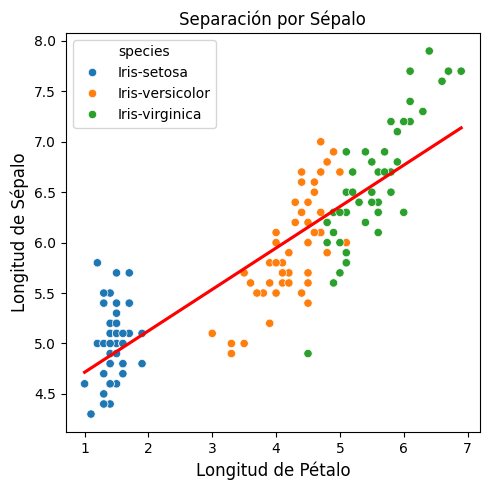 Separación por Sépalo
species
Iris-setosa
Iris-versicolor
Iris-virginica
8.0
7.5
7.0
6.5
6.0
5.5
5.0
4.5
Longitud de Sépalo
1 2 3 4 5 6 7
Longitud de Pétalo